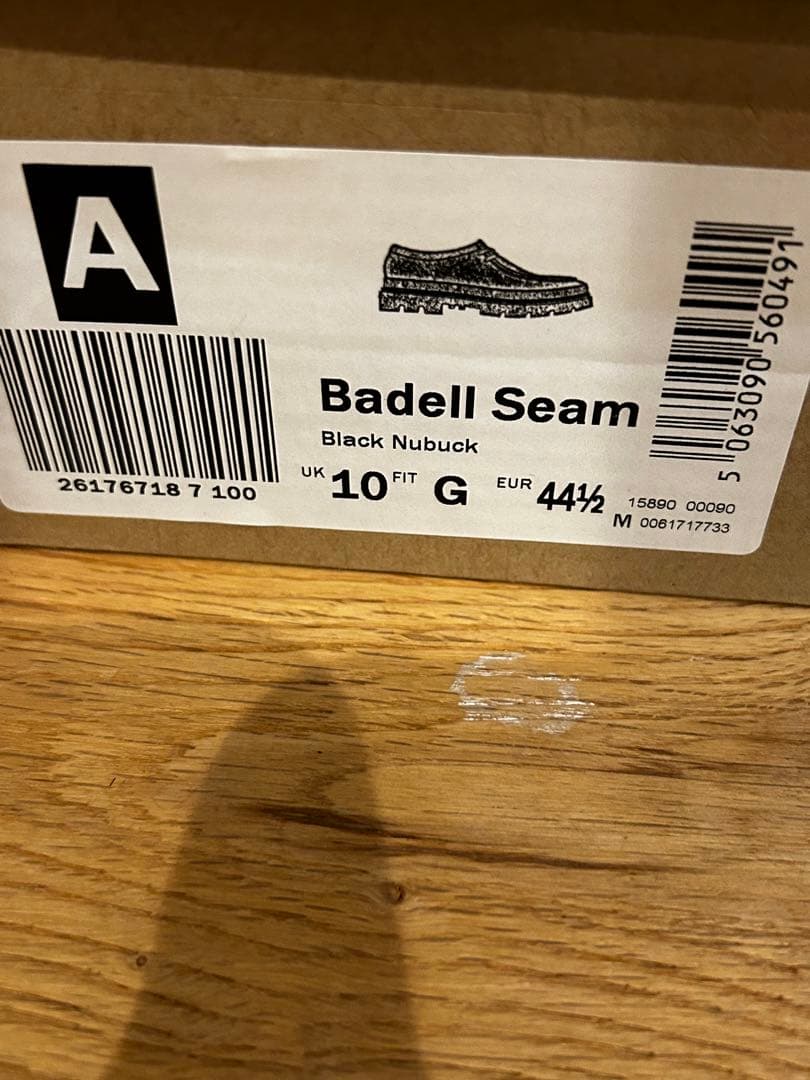 A
26176718 7 100
Badell Seam
Black Nubuck
UK 10 FIT G EUR 44½
15890 00090
M 0061717733
5 063090 560491